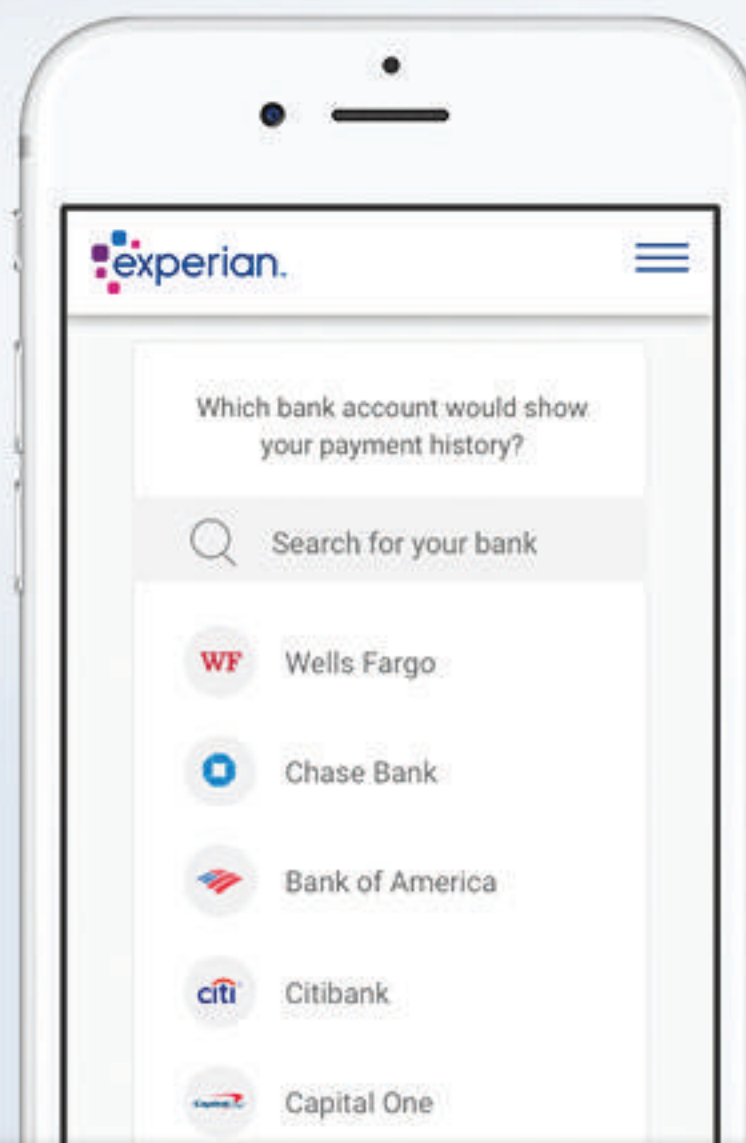 experian.
Which bank account would show
your payment history?
Search for your bank
WF Wells Fargo
Chase Bank
Bank of America
citi Citibank
Capital One